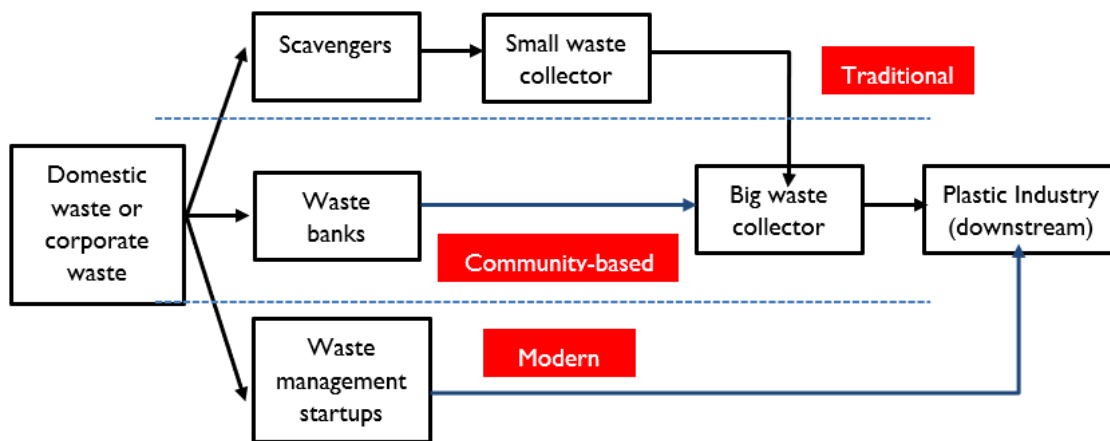 Scavengers
Small waste
collector
Traditional
Domestic
waste or
corporate
waste
Waste
banks
Big waste
collector
Plastic Industry
(downstream)
Community-based
Waste
management
startups
Modern